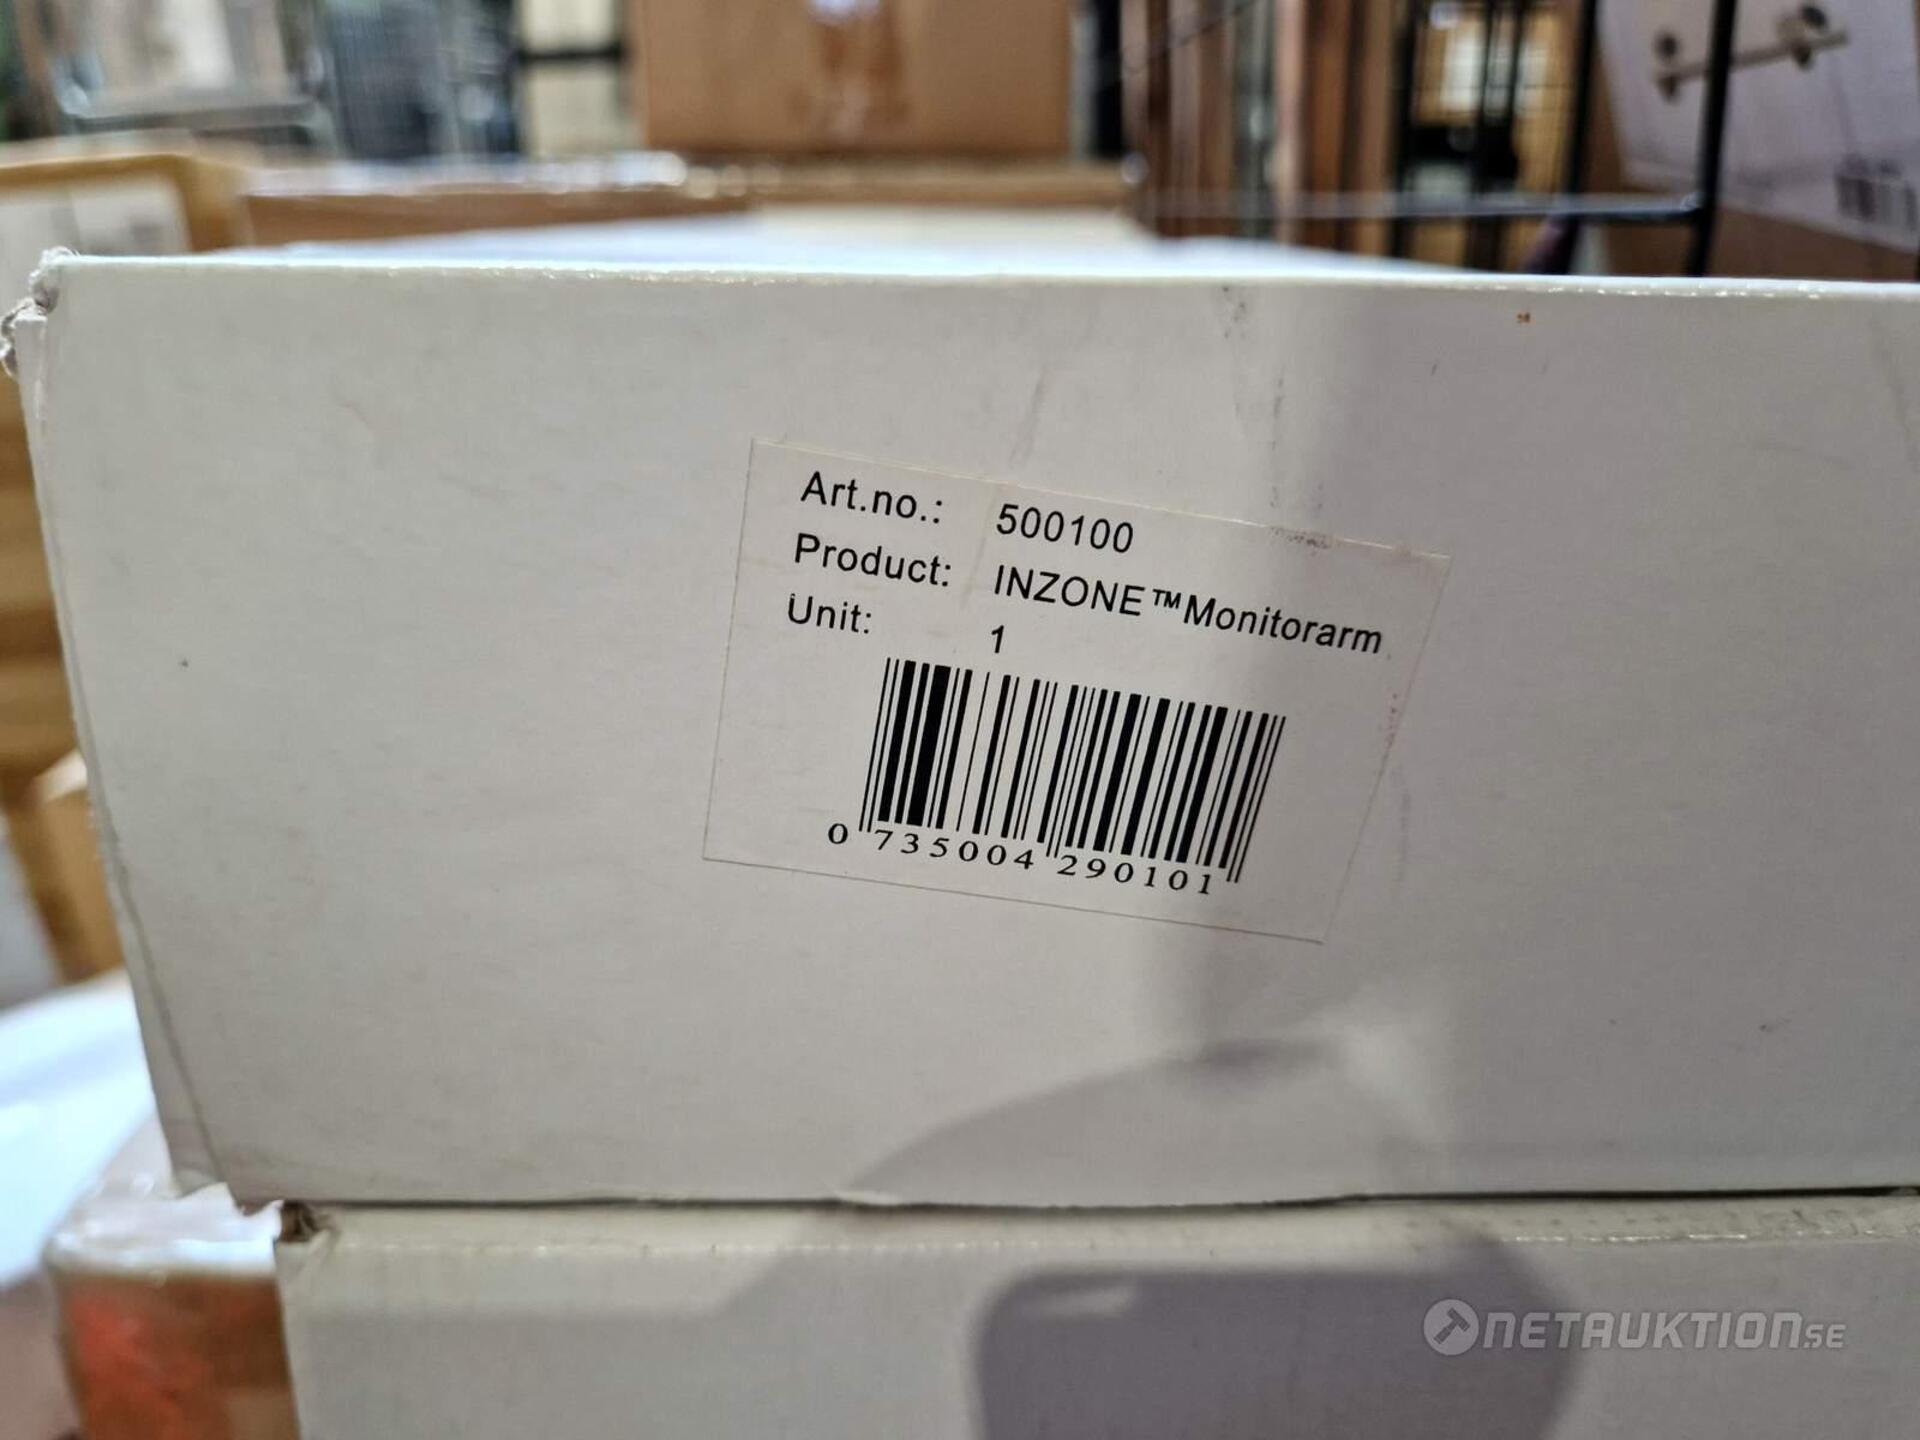 Art.no.: 500100
Product: INZONE™Monitorarm
Unit: 1
0 735004 290101
NETAUKTION.SE